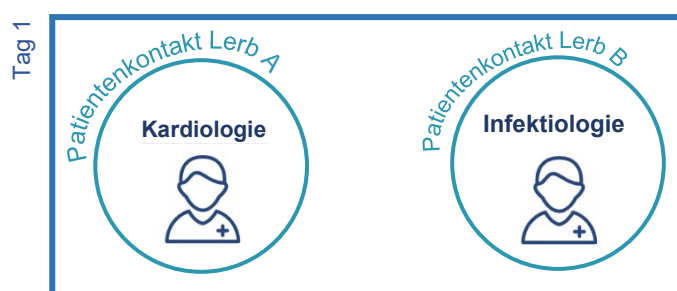 Tag 1
Patientenkontakt Lerb A
Kardiologie
Patientenkontakt Lerb B
Infektiologie